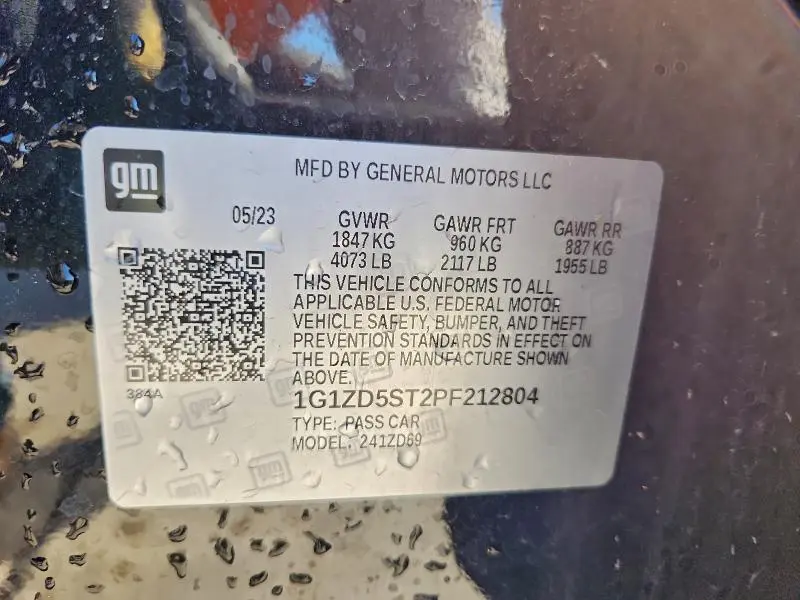 gm
MFD BY GENERAL MOTORS LLC
05/23 GVWR GAWR FRT GAWR RR
1847 KG 960 KG 887 KG
4073 LB 2117 LB 1955 LB
THIS VEHICLE CONFORMS TO ALL
APPLICABLE U.S. FEDERAL MOTOR
VEHICLE SAFETY, BUMPER, AND THEFT
PREVENTION STANDARDS IN EFFECT ON
THE DATE OF MANUFACTURE SHOWN
ABOVE.
384A
1G1ZD5ST2PF212804
TYPE: PASS CAR
MODEL: 241ZD69